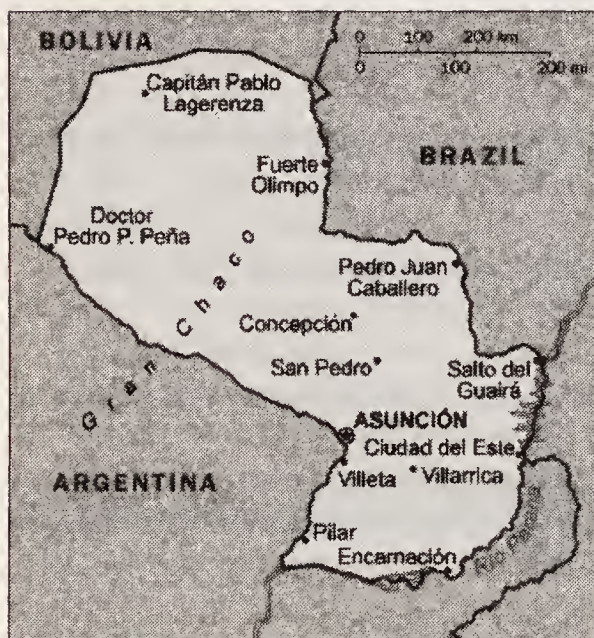 BOLIVIA
0 100 200 km
0 100 200 mi
Capitán Pablo
Lagerenza
BRAZIL
Fuerte
Olimpo
Doctor
Pedro P. Peña
Gran Chaco
Pedro Juan
Caballero
Concepción
San Pedro
Salto del
Guairá
ASUNCIÓN
Ciudad del Este
ARGENTINA
Villeta
Villarrica
Pilar
Encarnación
Río Paraná